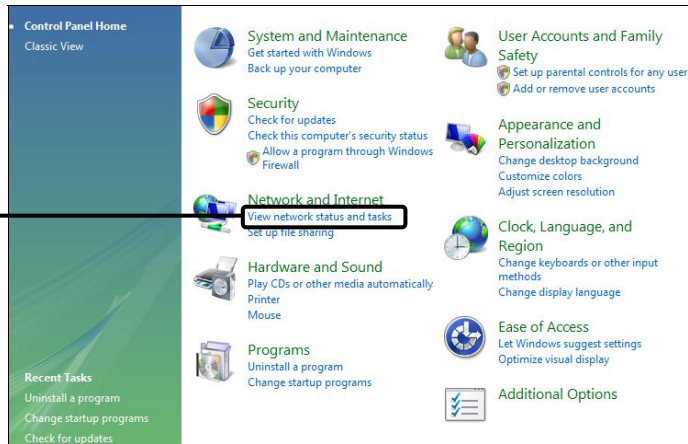 Control Panel Home
Classic View
Recent Tasks
Uninstall a program
Change startup programs
Check for updates
System and Maintenance
Get started with Windows
Back up your computer
Security
Check for updates
Check this computer's security status
Allow a program through Windows
Firewall
Network and Internet
View network status and tasks
Set up file sharing
Hardware and Sound
Play CDs or other media automatically
Printer
Mouse
Programs
Uninstall a program
Change startup programs
User Accounts and Family
Safety
Set up parental controls for any user
Add or remove user accounts
Appearance and
Personalization
Change desktop background
Customize colors
Adjust screen resolution
Clock, Language, and
Region
Change keyboards or other input
methods
Change display language
Ease of Access
Let Windows suggest settings
Optimize visual display
Additional Options